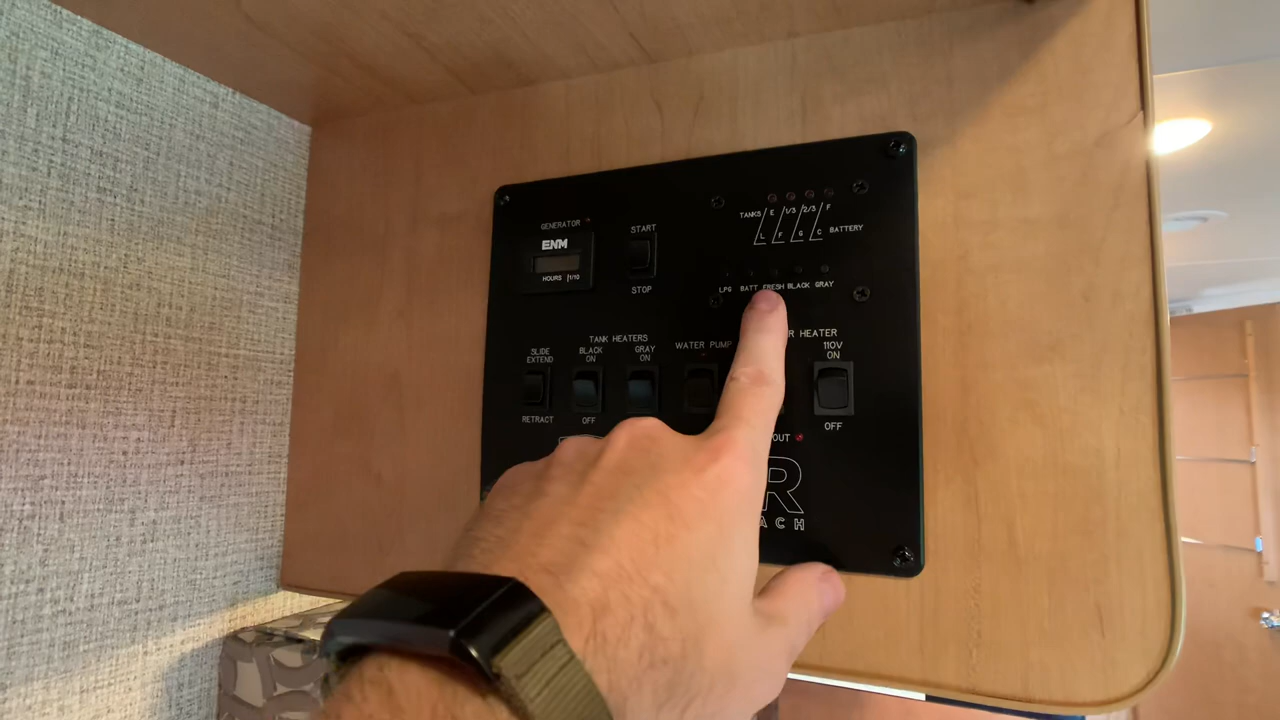 GENERATOR
ENM
HOURS 1/10
START
STOP
TANKS E 1/3 2/3 F
L F G C BATTERY
LPG BATT FRESH BLACK GRAY
TANK HEATERS
SLIDE EXTEND
BLACK ON
GRAY ON
WATER PUMP
HEATER
110V ON
RETRACT
OFF
OFF
OUT
R
ACH